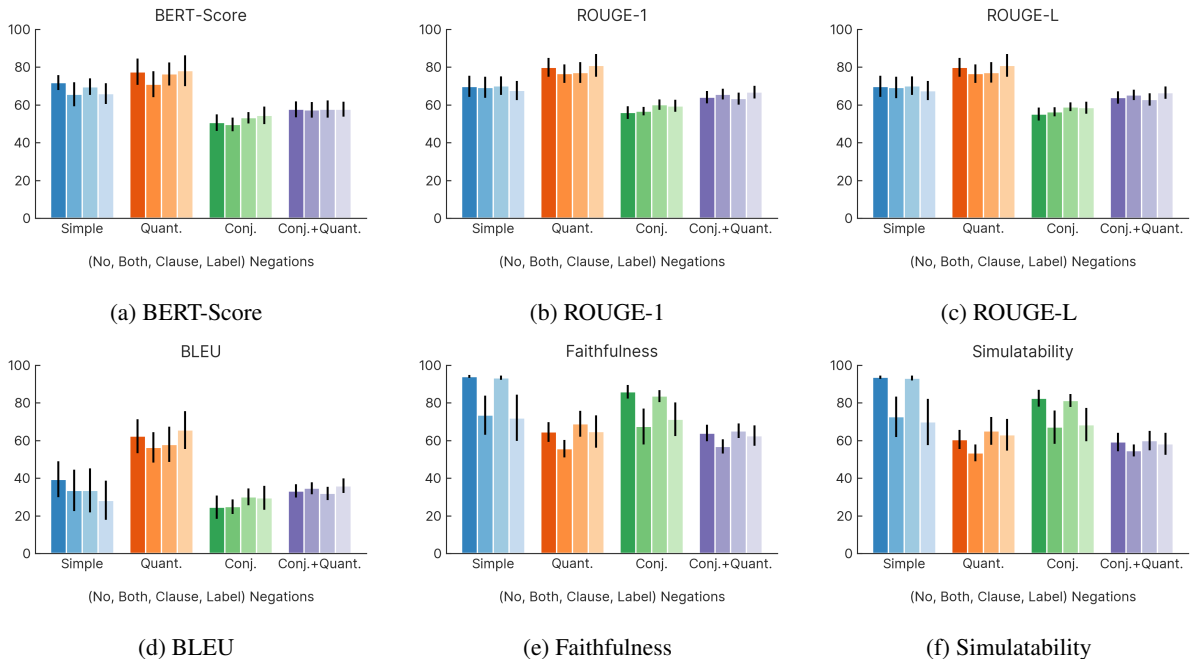 BERT-Score
100
80
60
40
20
0
Simple Quant. Conj. Conj.+Quant.
(No, Both, Clause, Label) Negations
(a) BERT-Score
ROUGE-1
100
80
60
40
20
0
Simple Quant. Conj. Conj.+Quant.
(No, Both, Clause, Label) Negations
(b) ROUGE-1
ROUGE-L
100
80
60
40
20
0
Simple Quant. Conj. Conj.+Quant.
(No, Both, Clause, Label) Negations
(c) ROUGE-L
BLEU
100
80
60
40
20
0
Simple Quant. Conj. Conj.+Quant.
(No, Both, Clause, Label) Negations
(d) BLEU
Faithfulness
100
80
60
40
20
0
Simple Quant. Conj. Conj.+Quant.
(No, Both, Clause, Label) Negations
(e) Faithfulness
Simulatability
100
80
60
40
20
0
Simple Quant. Conj. Conj.+Quant.
(No, Both, Clause, Label) Negations
(f) Simulatability